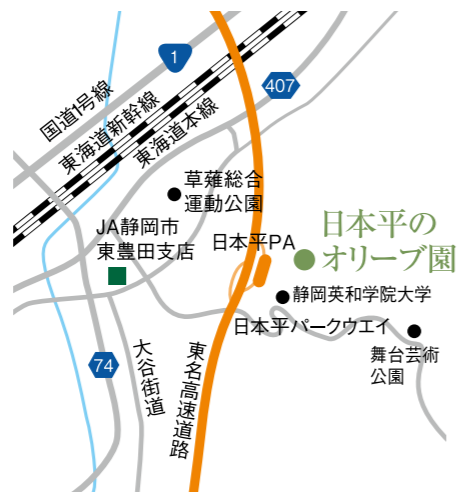 1
407
国道1号線
東海道新幹線
東海道本線
草薙総合
運動公園
JA静岡市
東豊田支店
日本平PA
日本平の
オリーブ園
静岡英和学院大学
日本平パークウエイ
舞台芸術
公園
74
大谷街道
東名高速道路